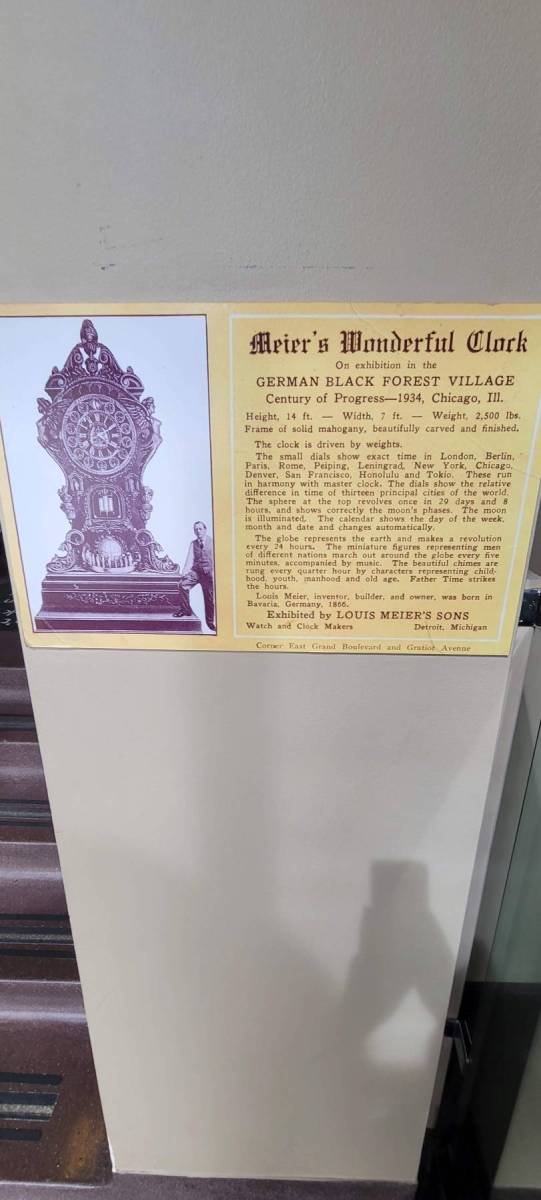 Meier's Wonderful Clock
On exhibition in the
GERMAN BLACK FOREST VILLAGE
Century of Progress—1934, Chicago, Ill.
Height, 14 ft. — Width, 7 ft. — Weight, 2,500 lbs.
Frame of solid mahogany, beautifully carved and finished.
The clock is driven by weights.
The small dials show exact time in London, Berlin,
Paris, Rome, Peiping, Leningrad, New York, Chicago,
Denver, San Francisco, Honolulu and Tokio. These run
in harmony with master clock. The dials show the relative
difference in time of thirteen principal cities of the world.
The sphere at the top revolves once in 29 days and 8
hours, and shows correctly the moon's phases. The moon
is illuminated. The calendar shows the day of the week,
month and date and changes automatically.
The globe represents the earth and makes a revolution
every 24 hours. The miniature figures representing men
of different nations march out around the globe every five
minutes, accompanied by music. The beautiful chimes are
rung every quarter hour by characters representing child-
hood, youth, manhood and old age. Father Time strikes
the hours.
Louis Meier, inventor, builder, and owner, was born in
Bavaria, Germany, 1866.
Exhibited by LOUIS MEIER'S SONS
Watch and Clock Makers Detroit, Michigan
Corner East Grand Boulevard and Gratiot Avenue